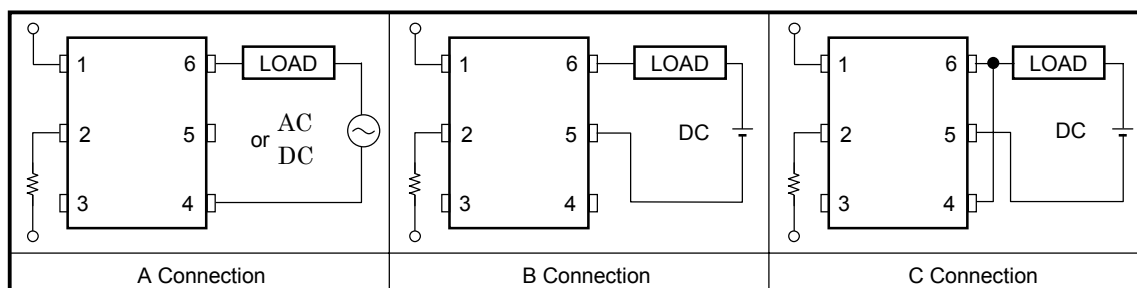 1 6 LOAD
or AC
DC
2 5
3 4
A Connection
1 6 LOAD
2 5 DC
3 4
B Connection
1 6 LOAD
2 5 DC
3 4
C Connection